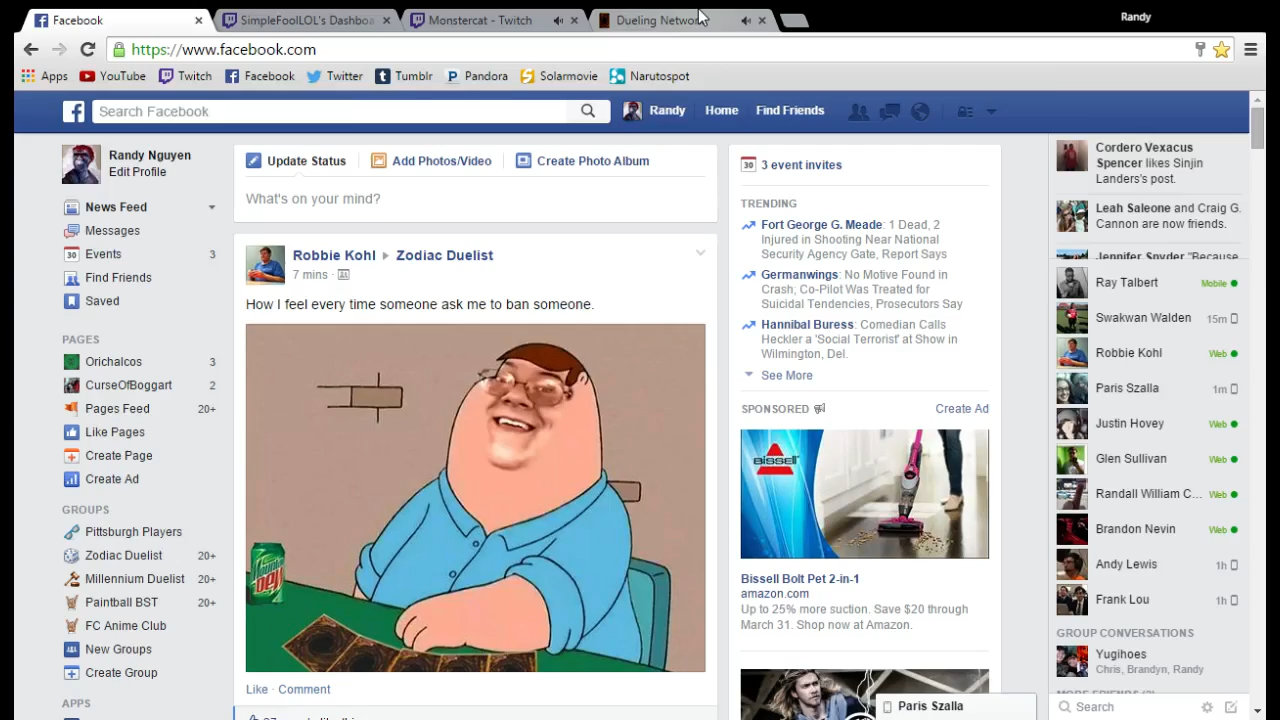 Randy
Facebook
SimpleFoolLOL's Dashboa
Monstercat - Twitch
Dueling Network
https://www.facebook.com
Apps
YouTube
Twitch
Facebook
Twitter
Tumblr
Pandora
Solarmovie
Narutospot
Search Facebook
Randy
Home
Find Friends
Randy Nguyen
Edit Profile
News Feed
Messages
Events 3
Find Friends
Saved
PAGES
Orichalcos 3
CurseOfBoggart 2
Pages Feed 20+
Like Pages
Create Page
Create Ad
GROUPS
Pittsburgh Players
Zodiac Duelist 20+
Millennium Duelist 20+
Paintball BST 20+
FC Anime Club
New Groups
Create Group
APPS
Update Status
Add Photos/Video
Create Photo Album
What's on your mind?
Robbie Kohl Zodiac Duelist
7 mins
How I feel every time someone ask me to ban someone.
Like · Comment
30 3 event invites
TRENDING
Fort George G. Meade: 1 Dead, 2
Injured in Shooting Near National
Security Agency Gate, Report Says
Germanwings: No Motive Found in
Crash; Co-Pilot Was Treated for
Suicidal Tendencies, Prosecutors Say
Hannibal Buress: Comedian Calls
Heckler a 'Social Terrorist' at Show in
Wilmington, Del.
See More
SPONSORED
Create Ad
BISSELL
Bissell Bolt Pet 2-in-1
amazon.com
Up to 25% more suction. Save $20 through
March 31. Shop now at Amazon.
Cordero Vexacus
Spencer likes Sinjin
Landers's post.
Leah Saleone and Craig G.
Cannon are now friends.
Jennifer Snyder "Because
Ray Talbert Mobile
Swakwan Walden 15m
Robbie Kohl Web
Paris Szalla 1m
Justin Hovey Web
Glen Sullivan Web
Randall William C... Web
Brandon Nevin Web
Andy Lewis 1h
Frank Lou 1h
GROUP CONVERSATIONS
Yugihoes
Chris, Brandyn, Randy
Search
Paris Szalla